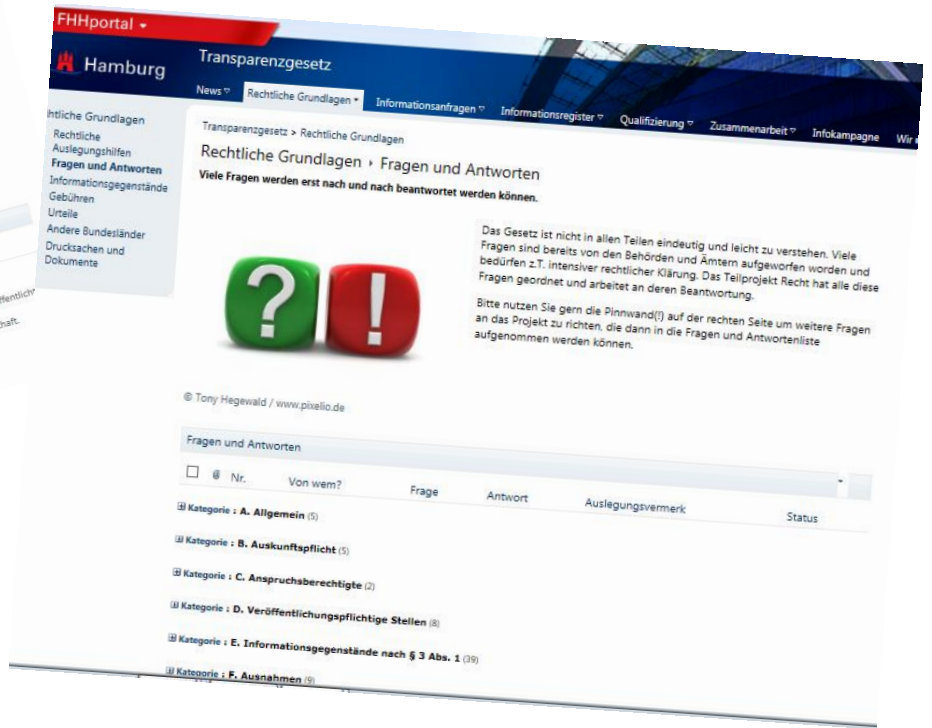 FHHportal
Hamburg
Transparenzgesetz
News
Rechtliche Grundlagen
Informationsanfragen
Informationsregister
Qualifizierung
Zusammenarbeit
Infokampagne
Wir
Grundlagen
Rechtliche
Auslegungshilfen
Fragen und Antworten
Informationsgegenstände
Gebühren
Urteile
Andere Bundesländer
Drucksachen und
Dokumente
Transparenzgesetz > Rechtliche Grundlagen
Rechtliche Grundlagen › Fragen und Antworten
Viele Fragen werden erst nach und nach beantwortet werden können.
?!
Das Gesetz ist nicht in allen Teilen eindeutig und leicht zu verstehen. Viele
Fragen sind bereits von den Behörden und Ämtern aufgeworfen worden und
bedürfen z.T. intensiver rechtlicher Klärung. Das Teilprojekt Recht hat alle diese
Fragen geordnet und arbeitet an deren Beantwortung.
Bitte nutzen Sie gern die Pinnwand(!) auf der rechten Seite um weitere Fragen
an das Projekt zu richten, die dann in die Fragen und Antwortenliste
aufgenommen werden können.
© Tony Hegewald / www.pixelio.de
Fragen und Antworten
Nr. Von wem? Frage Antwort Auslegungsvermerk Status
Kategorie : A. Allgemein (5)
Kategorie : B. Auskunftspflicht (5)
Kategorie : C. Anspruchsberechtigte (2)
Kategorie : D. Veröffentlichungspflichtige Stellen (8)
Kategorie : E. Informationsgegenstände nach § 3 Abs. 1 (39)
Kategorie : F. Ausnahmen (9)